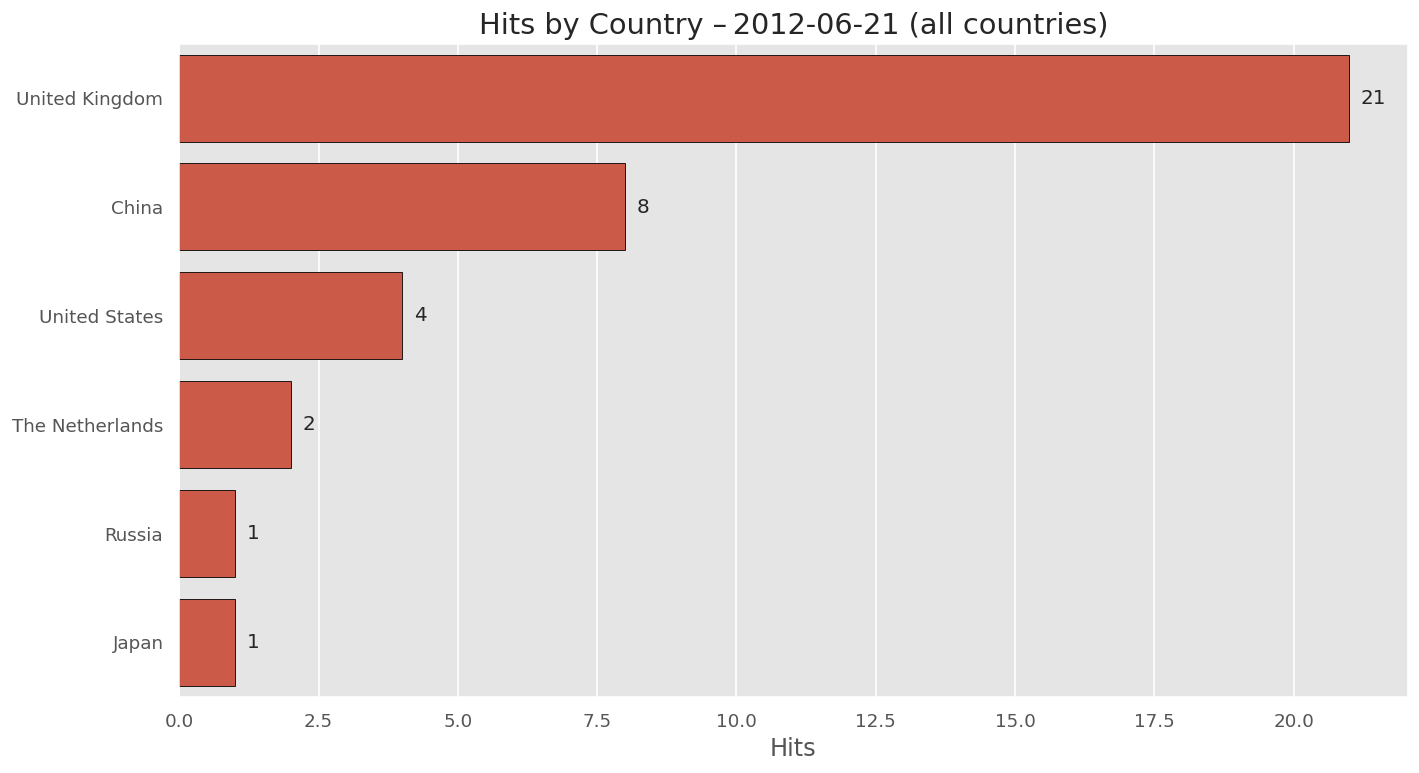 Hits by Country – 2012-06-21 (all countries)
United Kingdom
21
China
8
United States
4
The Netherlands
2
Russia
1
Japan
1
0.0 2.5 5.0 7.5 10.0 12.5 15.0 17.5 20.0
Hits